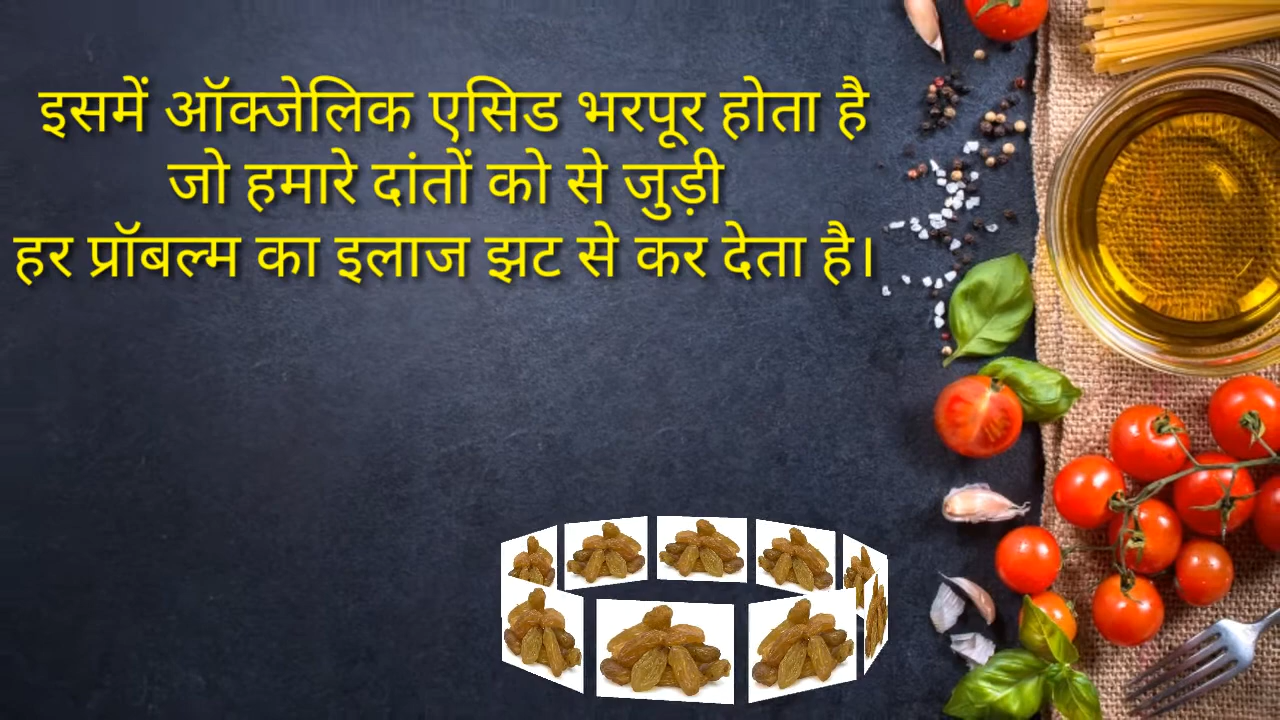 इसमें ऑक्जेलिक एसिड भरपूर होता है
जो हमारे दांतों को से जुड़ी
हर प्रॉबल्म का इलाज झट से कर देता है।